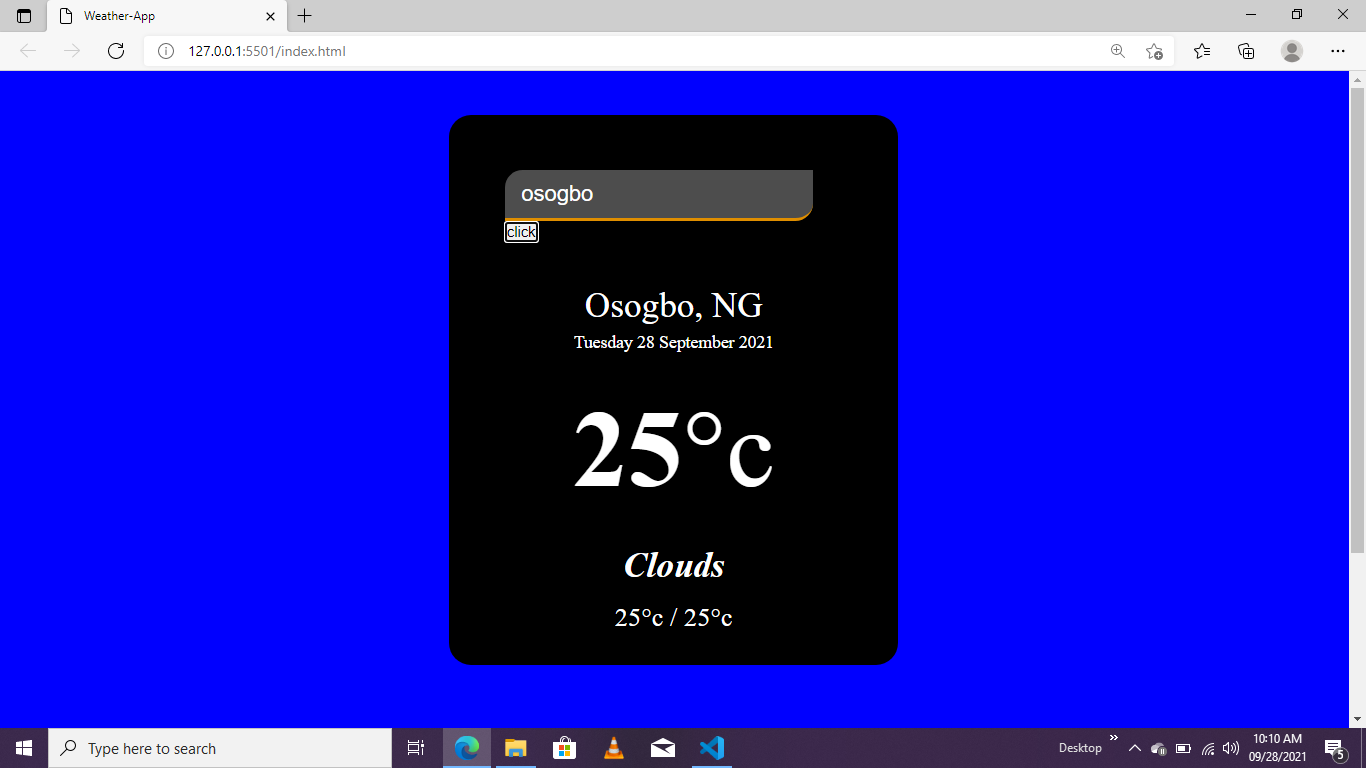 Weather-App
127.0.0.1:5501/index.html
osogbo
click
Osogbo, NG
Tuesday 28 September 2021
25°c
Clouds
25°c / 25°c
Type here to search
Desktop
10:10 AM
09/28/2021
5